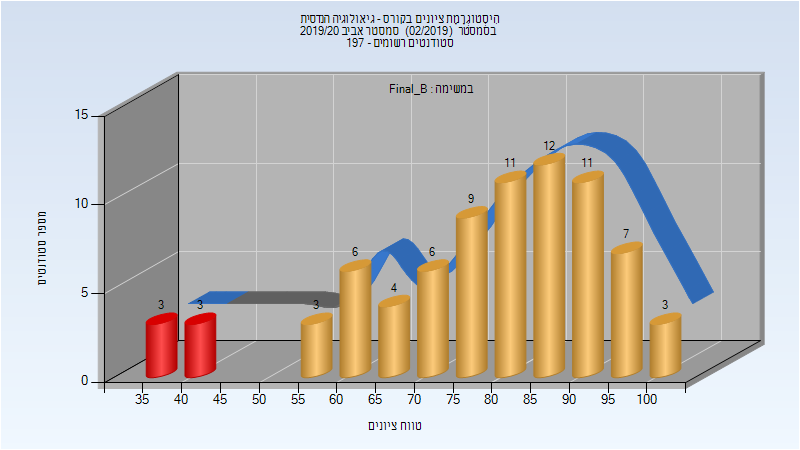 היסטוגרמת ציונים בקורס - גיאולוגיה הנדסית
בסמסטר (02/2019) סמסטר אביב 2019/20
סטודנטים רשומים - 197
במשימה : Final_B
מספר סטודנטים
15
10
5
0
3
3
3
6
4
6
9
11
12
11
7
3
35 40 45 50 55 60 65 70 75 80 85 90 95 100
טווח ציונים